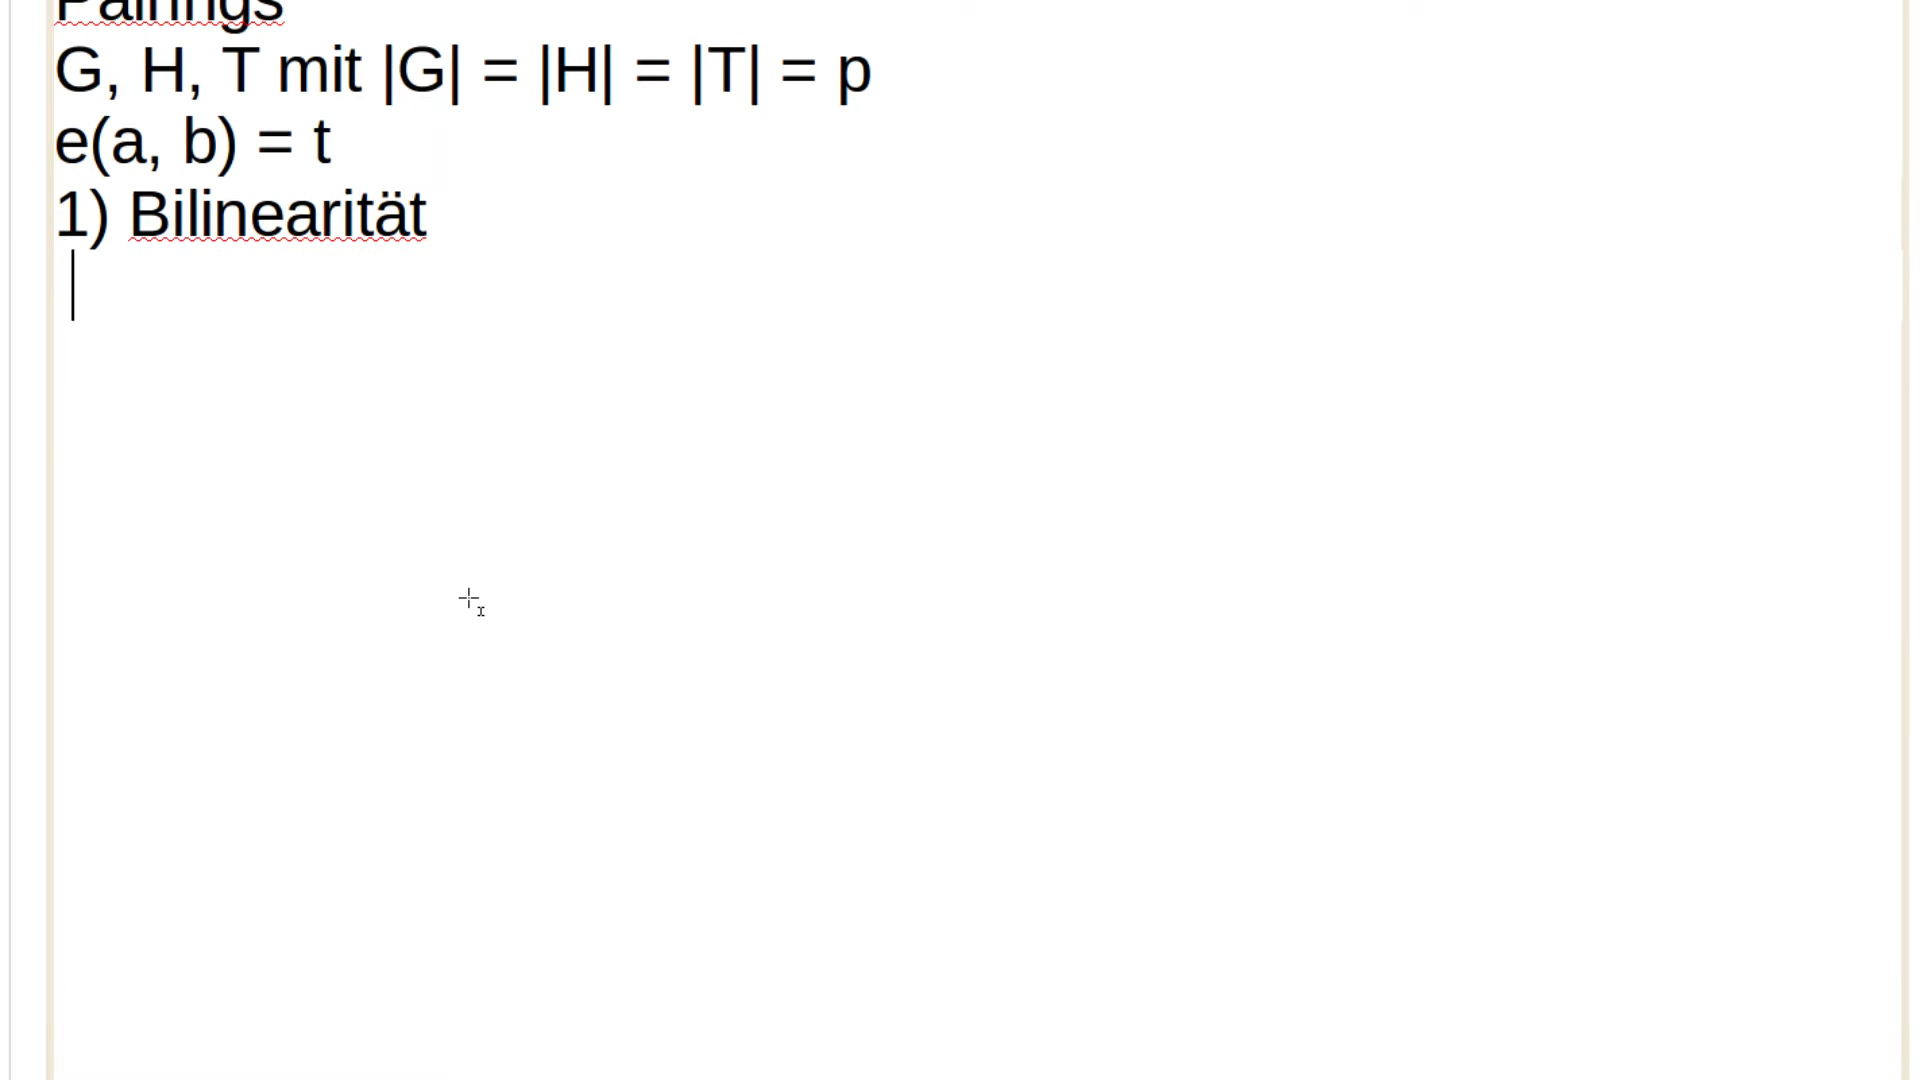 Pairings
G, H, T mit |G| = |H| = |T| = p
e(a, b) = t
1) Bilinearität